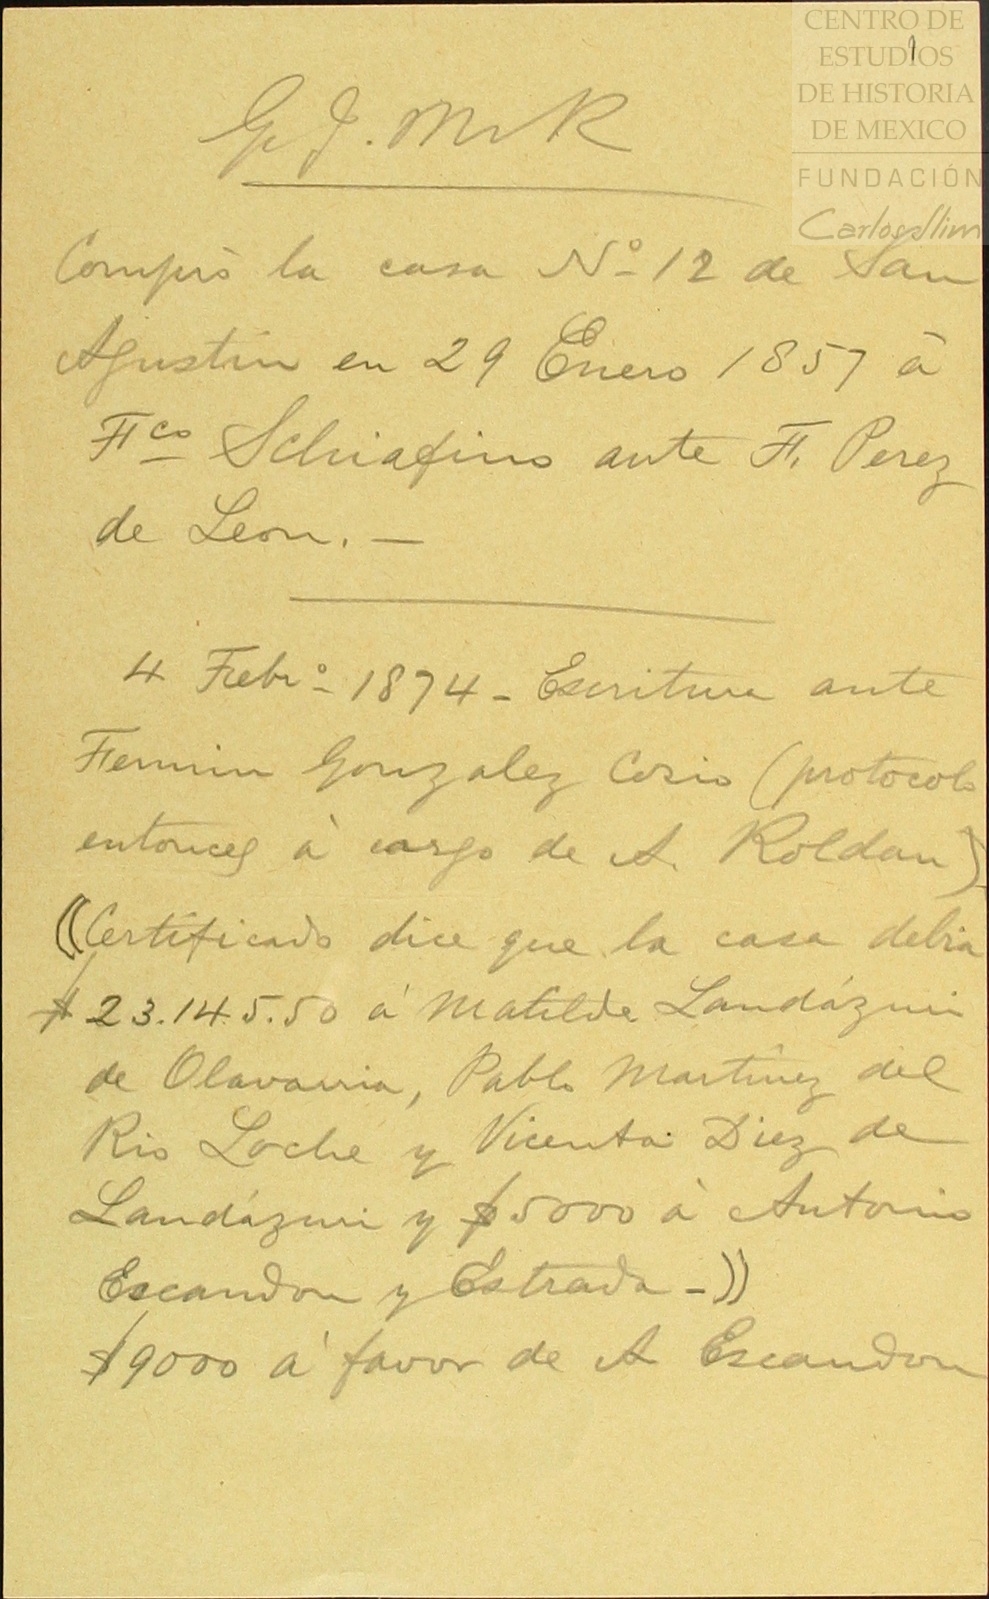 CENTRO DE
ESTUDIOS
DE HISTORIA
DE MEXICO
FUNDACIÓN
Carlos Slim
1
G. J. M. R
Compró la casa No. 12 de San
Agustin en 29 Enero 1857 á
Fco Schiafino ante F. Perez
de Leon. —
4 Febro. 1874 - Escritura ante
Fermin Gonzalez Cosio (protocolo
entonces à cargo de A. Roldan)-
((Certificado dice que la casa debia
$23.145.50 á Matilde Landázuri
de Olavarria, Pablo Martinez del
Rio Loche y Vicenta Diez de
Landázuri y $5000 à Antonio
Escandon y Estrada -))
$9000 á favor de A Escandon